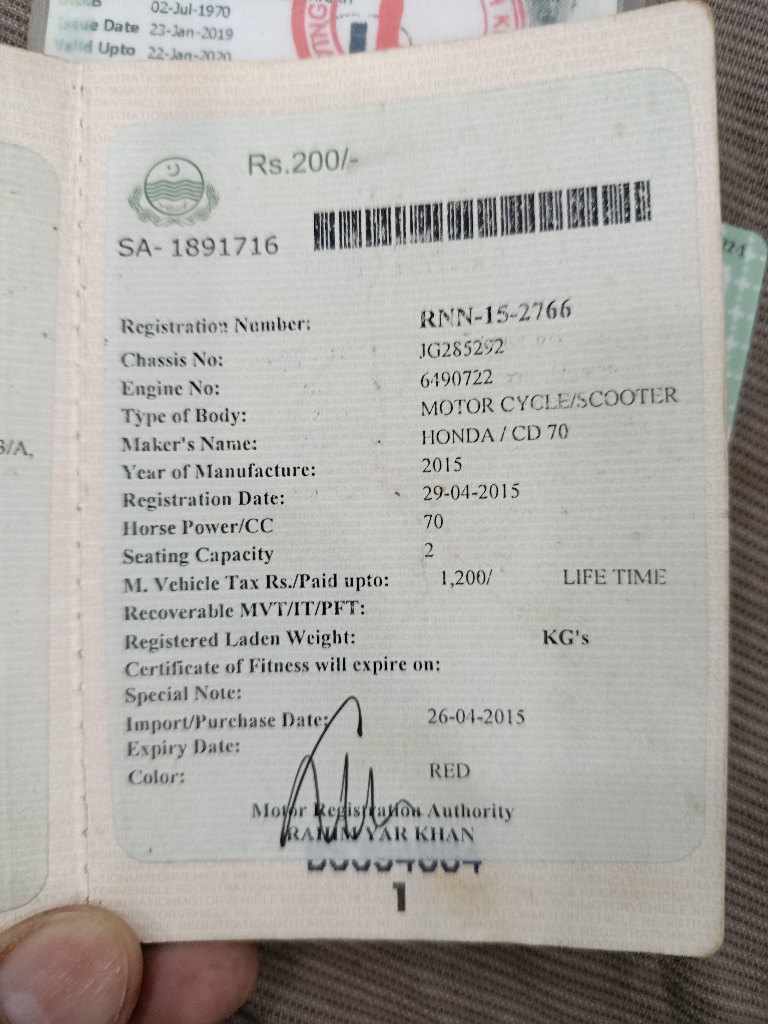 02-Jul-1970
Issue Date 23-Jan-2019
Valid Upto 22-Jan-2020
Rs.200/-
SA- 1891716
Registration Number: RNN-15-2766
Chassis No: JG285292
Engine No: 6490722
Type of Body: MOTOR CYCLE/SCOOTER
Maker's Name: HONDA / CD 70
Year of Manufacture: 2015
Registration Date: 29-04-2015
Horse Power/CC 70
Seating Capacity 2
M. Vehicle Tax Rs./Paid upto: 1,200/ LIFE TIME
Recoverable MVT/IT/PFT:
Registered Laden Weight: KG's
Certificate of Fitness will expire on:
Special Note:
Import/Purchase Date: 26-04-2015
Expiry Date:
Color: RED
Motor Registration Authority
RAHIM YAR KHAN
1